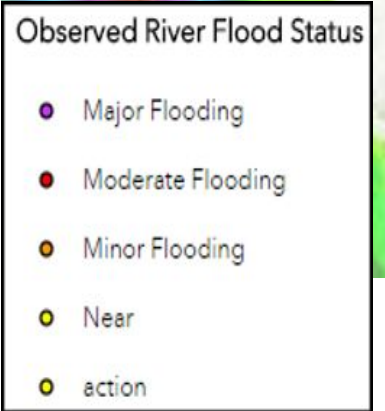 Observed River Flood Status
Major Flooding
Moderate Flooding
Minor Flooding
Near
action